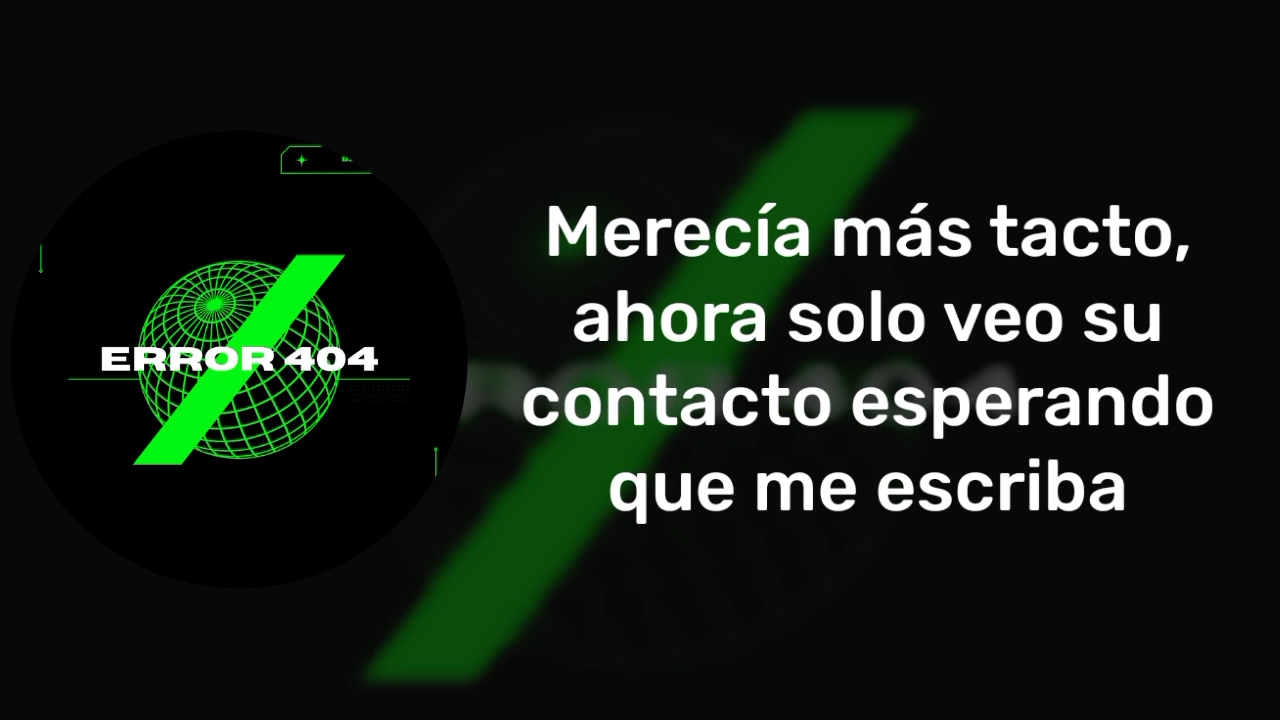 ERROR 404
Merecía más tacto,
ahora solo veo su
contacto esperando
que me escriba